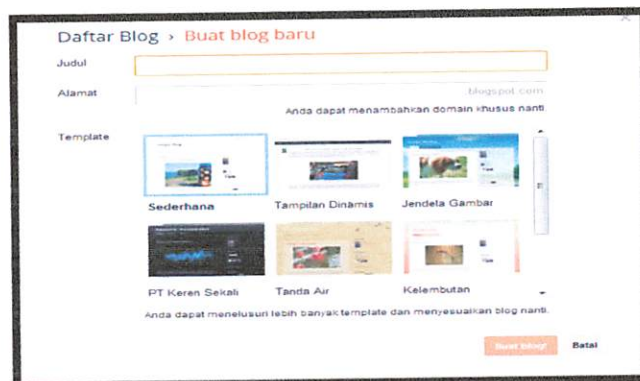 Daftar Blog › Buat blog baru
Judul
Alamat
.blogspot.com
Anda dapat menambahkan domain khusus nanti.
Template
Sederhana
Tampilan Dinamis
Jendela Gambar
PT Keren Sekali
Tanda Air
Kelembutan
Anda dapat menelusuri lebih banyak template dan menyesuaikan blog nanti.
Buat blog!
Batal